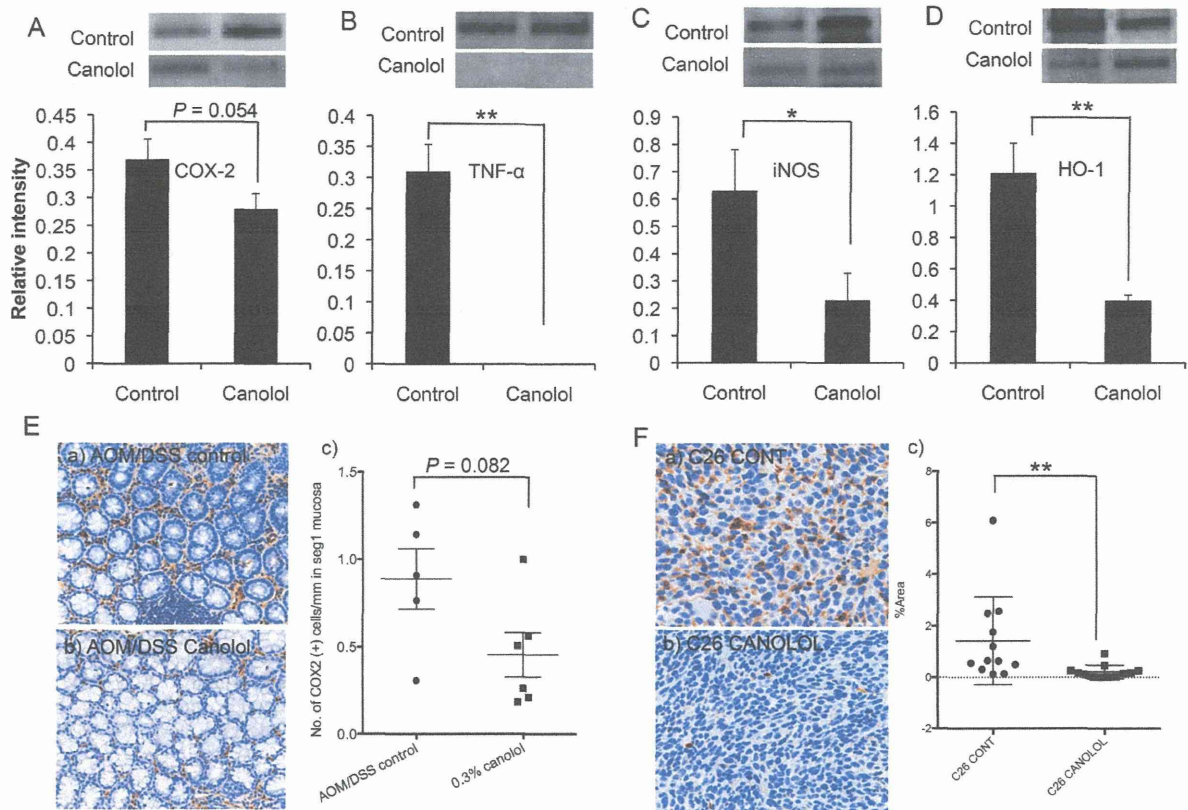 A
Control
Canolol
B
Control
Canolol
C
Control
Canolol
D
Control
Canolol
Relative intensity
0.45
0.4
0.35
0.3
0.25
0.2
0.15
0.1
0.05
0
P = 0.054
COX-2
Control
Canolol
0.4
0.35
0.3
0.25
0.2
0.15
0.1
0.05
0
**
TNF-α
Control
Canolol
0.9
0.8
0.7
0.6
0.5
0.4
0.3
0.2
0.1
0
*
iNOS
Control
Canolol
1.6
1.4
1.2
1
0.8
0.6
0.4
0.2
0
**
HO-1
Control
Canolol
E
a) AOM/DSS control
b) AOM/DSS Canolol
c)
No. of COX2 (+) cells/mm in seg1 mucosa
1.5
1.0
0.5
0.0
P = 0.082
AOM/DSS control
0.3% canolol
F
a) C26 CONT
b) C26 CANOLOL
c)
%Area
8
6
4
2
0
-2
**
C26 CONT
C26 CANOLOL